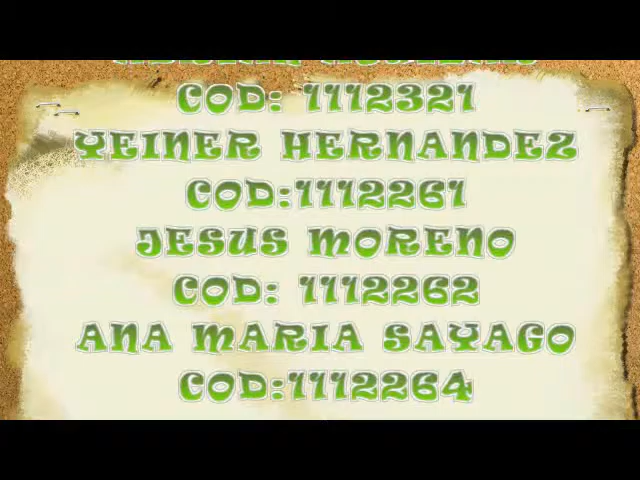 COD: 1112321
YEINER HERNANDEZ
COD:1112261
JESUS MORENO
COD: 1112262
ANA MARIA SAYAGO
COD:1112264